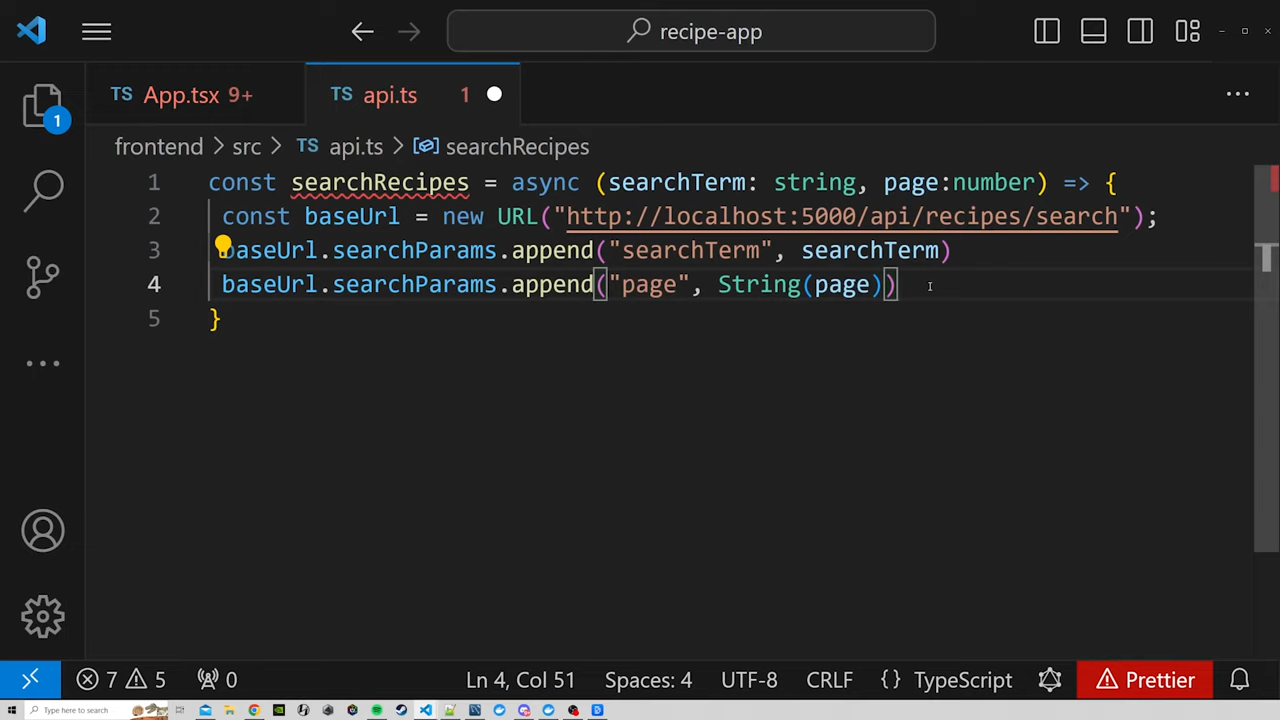 recipe-app
TS App.tsx 9+
TS api.ts 1
1
frontend > src > TS api.ts > searchRecipes
1 const searchRecipes = async (searchTerm: string, page:number) => {
2 const baseUrl = new URL("http://localhost:5000/api/recipes/search");
3 baseUrl.searchParams.append("searchTerm", searchTerm)
4 baseUrl.searchParams.append("page", String(page))
5 }
7 5 0 Ln 4, Col 51 Spaces: 4 UTF-8 CRLF {} TypeScript Prettier
Type here to search